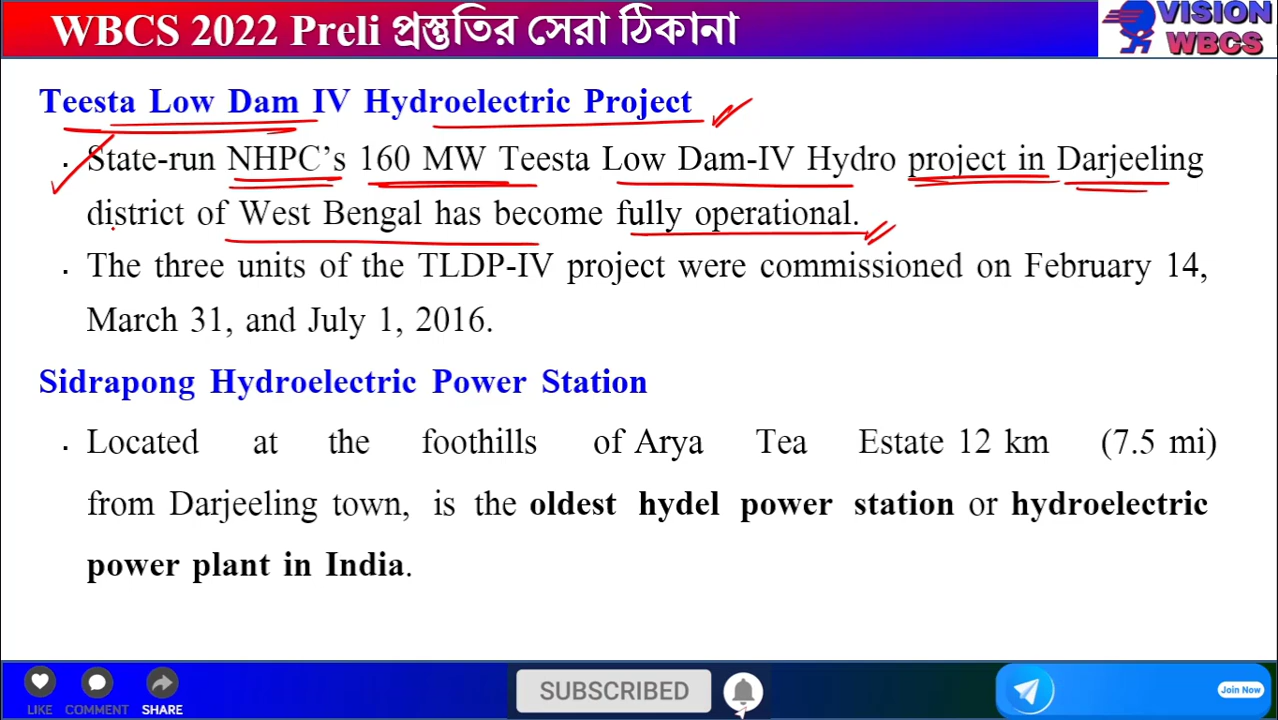 WBCS 2022 Preli প্রস্তুতির সেরা ঠিকানা
VISION
WBCS
Teesta Low Dam IV Hydroelectric Project
State-run NHPC’s 160 MW Teesta Low Dam-IV Hydro project in Darjeeling
district of West Bengal has become fully operational.
The three units of the TLDP-IV project were commissioned on February 14,
March 31, and July 1, 2016.
Sidrapong Hydroelectric Power Station
Located at the foothills of Arya Tea Estate 12 km (7.5 mi)
from Darjeeling town, is the oldest hydel power station or hydroelectric
power plant in India.
LIKE COMMENT SHARE
SUBSCRIBED
Join Now